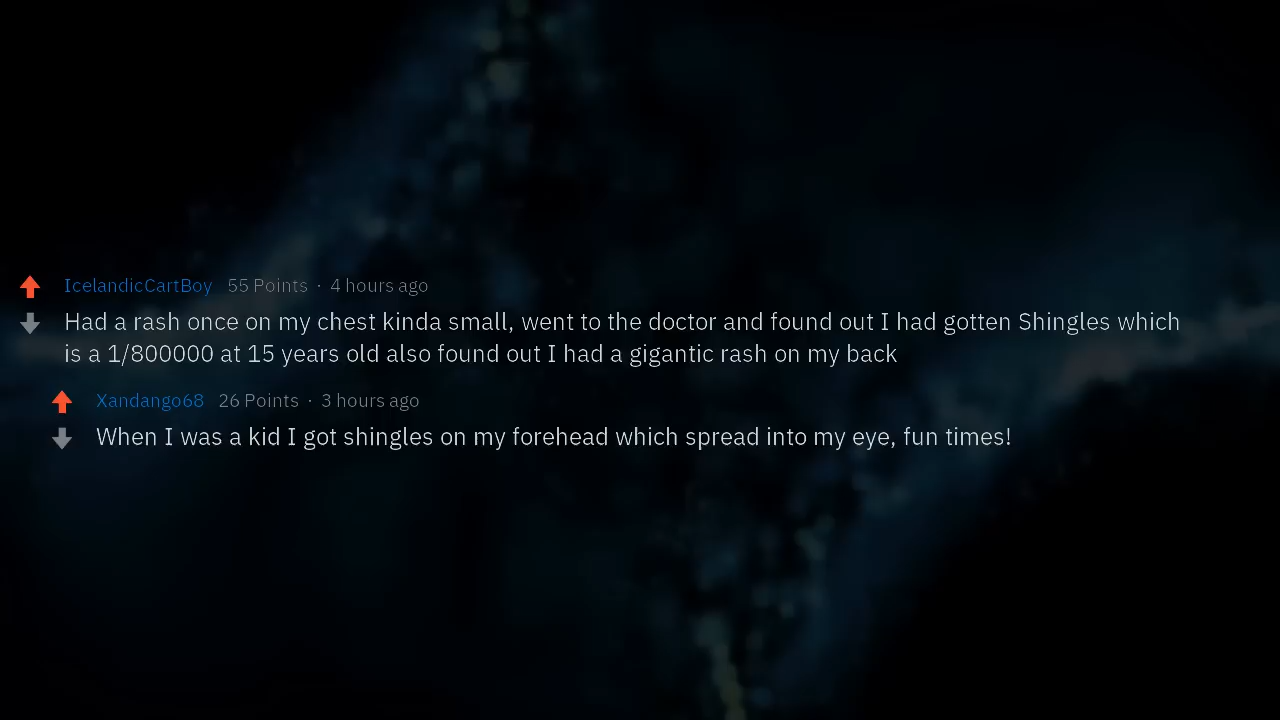 IcelandicCartBoy 55 Points · 4 hours ago
Had a rash once on my chest kinda small, went to the doctor and found out I had gotten Shingles which
is a 1/800000 at 15 years old also found out I had a gigantic rash on my back
Xandango68 26 Points · 3 hours ago
When I was a kid I got shingles on my forehead which spread into my eye, fun times!